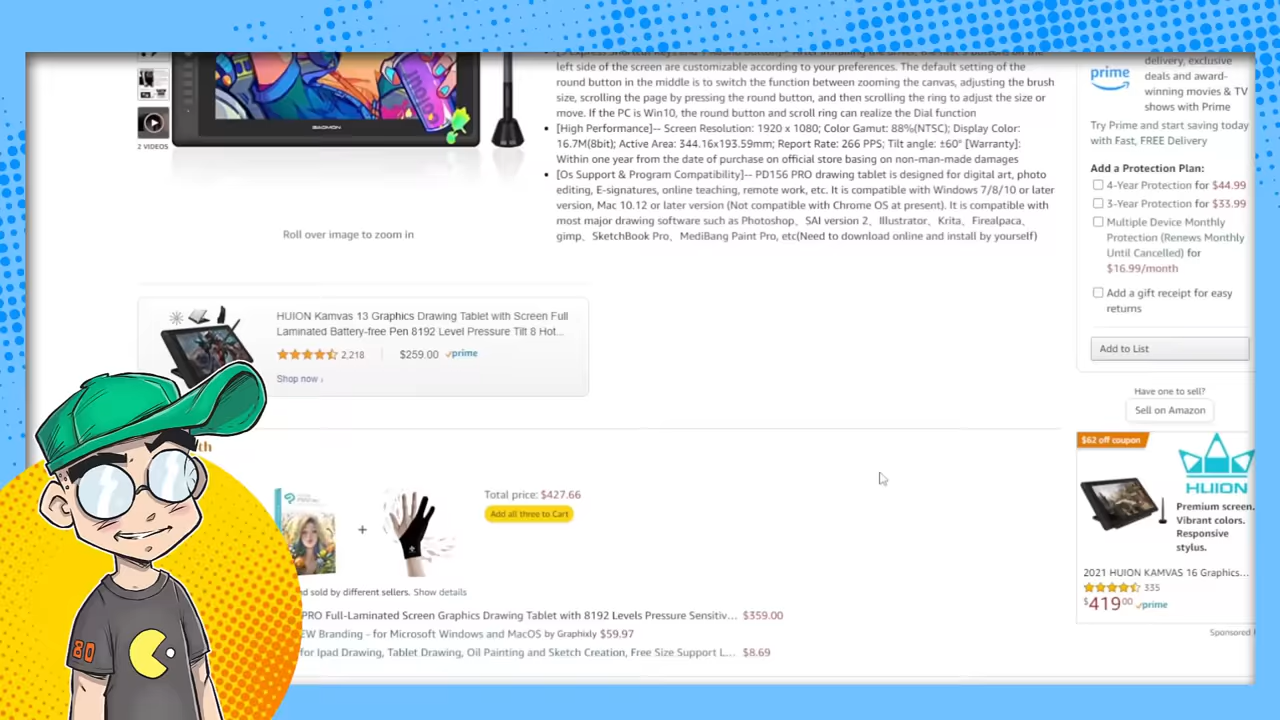 left side of the screen are customizable according to your preferences. The default setting of
round button in the middle is to switch the function between zooming the canvas, adjusting the brush
size, scrolling the page by pressing the round button, and then scrolling the ring to adjust the size or
move. If the PC is Win10, the round button and scroll ring can realize the Dial function
• [High Performance]-- Screen Resolution: 1920 x 1080; Color Gamut: 88%(NTSC); Display Color:
16.7M(8bit); Active Area: 344.16x193.59mm; Report Rate: 266 PPS; Tilt angle: ±60° [Warranty]:
Within one year from the date of purchase on official store basing on non-man-made damages
• [Os Support & Program Compatibility]-- PD156 PRO drawing tablet is designed for digital art, photo
editing, E-signatures, online teaching, remote work, etc. It is compatible with Windows 7/8/10 or later
version, Mac 10.12 or later version (Not compatible with Chrome OS at present). It is compatible with
most major drawing software such as Photoshop、SAI version 2、Illustrator、Krita、Firealpaca、
gimp、SketchBook Pro、MediBang Paint Pro, etc(Need to download online and install by yourself)
GAOMON
2 VIDEOS
Roll over image to zoom in
HUION Kamvas 13 Graphics Drawing Tablet with Screen Full
Laminated Battery-free Pen 8192 Level Pressure Tilt 8 Hot...
2,218
$259.00 prime
Shop now ›
th
+
Total price: $427.66
Add all three to Cart
d sold by different sellers. Show details
PRO Full-Laminated Screen Graphics Drawing Tablet with 8192 Levels Pressure Sensitiv... $359.00
EW Branding - for Microsoft Windows and MacOS by Graphixly $59.97
for Ipad Drawing, Tablet Drawing, Oil Painting and Sketch Creation, Free Size Support L... $8.69
prime
delivery, exclusive
deals and award-
winning movies & TV
shows with Prime
Try Prime and start saving today
with Fast, FREE Delivery
Add a Protection Plan:
4-Year Protection for $44.99
3-Year Protection for $33.99
Multiple Device Monthly
Protection (Renews Monthly
Until Cancelled) for
$16.99/month
Add a gift receipt for easy
returns
Add to List
Have one to sell?
Sell on Amazon
$62 off coupon
HUION
Premium screen.
Vibrant colors.
Responsive
stylus.
2021 HUION KAMVAS 16 Graphics...
335
$419.00 prime
Sponsored
80